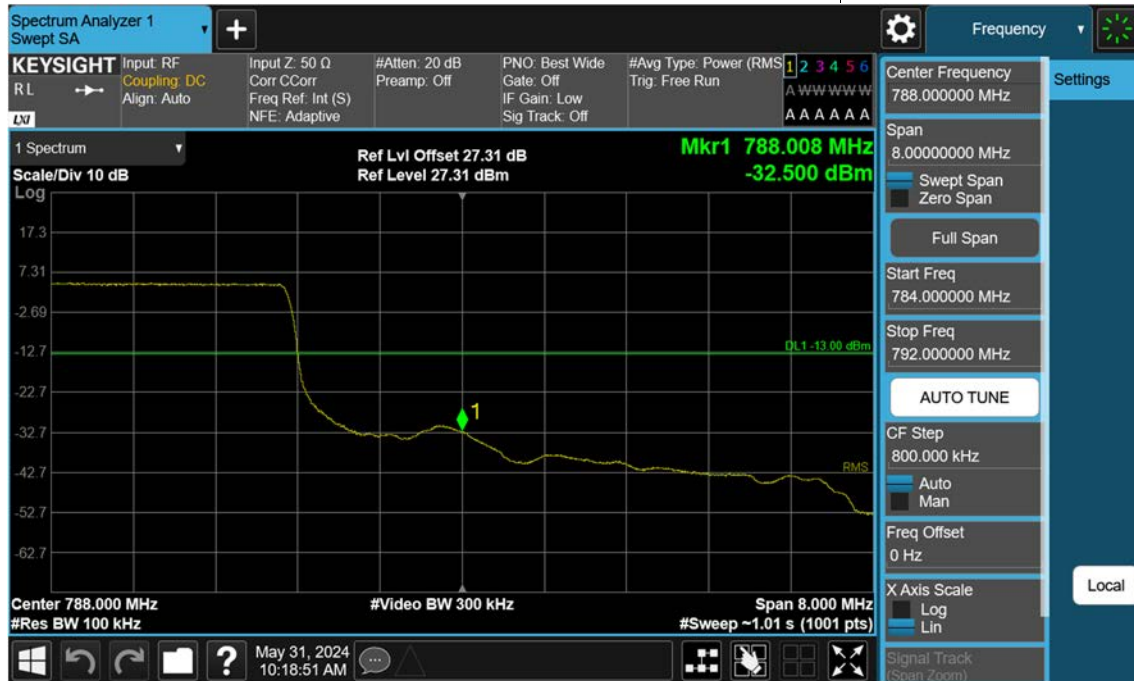 Spectrum Analyzer 1
Swept SA
Frequency
KEYSIGHT
R L
LXI
Input: RF
Coupling: DC
Align: Auto
Input Z: 50 Ω
Corr CCorr
Freq Ref: Int (S)
NFE: Adaptive
#Atten: 20 dB
Preamp: Off
PNO: Best Wide
Gate: Off
IF Gain: Low
Sig Track: Off
#Avg Type: Power (RMS
Trig: Free Run
1 2 3 4 5 6
A W W W W W
A A A A A A
1 Spectrum
Scale/Div 10 dB
Ref Lvl Offset 27.31 dB
Ref Level 27.31 dBm
Mkr1 788.008 MHz
-32.500 dBm
Log
17.3
7.31
-2.69
-12.7
-22.7
-32.7
-42.7
-52.7
-62.7
DL1 -13.00 dBm
1
RMS
Center 788.000 MHz
#Video BW 300 kHz
Span 8.000 MHz
#Res BW 100 kHz
#Sweep ~1.01 s (1001 pts)
Center Frequency
788.000000 MHz
Settings
Span
8.00000000 MHz
Swept Span
Zero Span
Full Span
Start Freq
784.000000 MHz
Stop Freq
792.000000 MHz
AUTO TUNE
CF Step
800.000 kHz
Auto
Man
Freq Offset
0 Hz
X Axis Scale
Log
Lin
Local
Signal Track
(Span Zoom)
?
May 31, 2024
10:18:51 AM